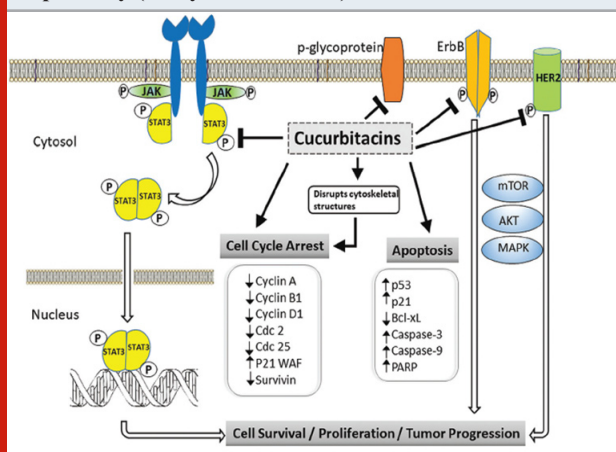 p-glycoprotein
ErbB
HER2
P
JAK
JAK
P
P
STAT3
STAT3
P
P
P
P
Cytosol
Cucurbitacins
P
STAT3
STAT3
P
Disrupts cytoskeletal
structures
mTOR
AKT
MAPK
Cell Cycle Arrest
Apoptosis
↓ Cyclin A
↓ Cyclin B1
↓ Cyclin D1
↓ Cdc 2
↓ Cdc 25
↑ P21 WAF
↓ Survivin
↑ p53
↑ p21
↓ Bcl-xL
↑ Caspase-3
↑ Caspase-9
↑ PARP
Nucleus
P
STAT3
STAT3
P
Cell Survival / Proliferation / Tumor Progression